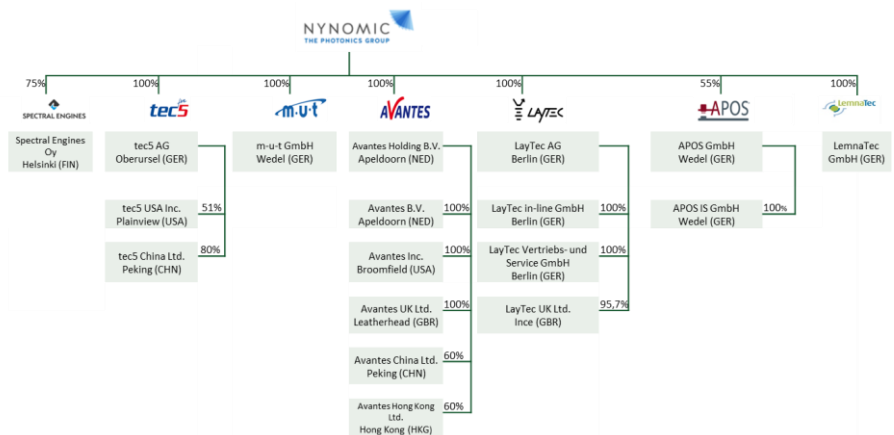 NYNOMIC
THE PHOTONICS GROUP
75%
100%
100%
100%
100%
55%
100%
SPECTRAL ENGINES
tec5
m·u·t
AVANTES
LAYTEC
APOS
LemnaTec
Spectral Engines
Oy
Helsinki (FIN)
tec5 AG
Oberursel (GER)
m-u-t GmbH
Wedel (GER)
Avantes Holding B.V.
Apeldoorn (NED)
LayTec AG
Berlin (GER)
APOS GmbH
Wedel (GER)
LemnaTec
GmbH (GER)
tec5 USA Inc.
Plainview (USA)
51%
Avantes B.V.
Apeldoorn (NED)
100%
LayTec in-line GmbH
Berlin (GER)
100%
APOS IS GmbH
Wedel (GER)
100%
tec5 China Ltd.
Peking (CHN)
80%
Avantes Inc.
Broomfield (USA)
100%
LayTec Vertriebs- und
Service GmbH
Berlin (GER)
100%
Avantes UK Ltd.
Leatherhead (GBR)
100%
LayTec UK Ltd.
Ince (GBR)
95,7%
Avantes China Ltd.
Peking (CHN)
60%
Avantes Hong Kong
Ltd.
Hong Kong (HKG)
60%